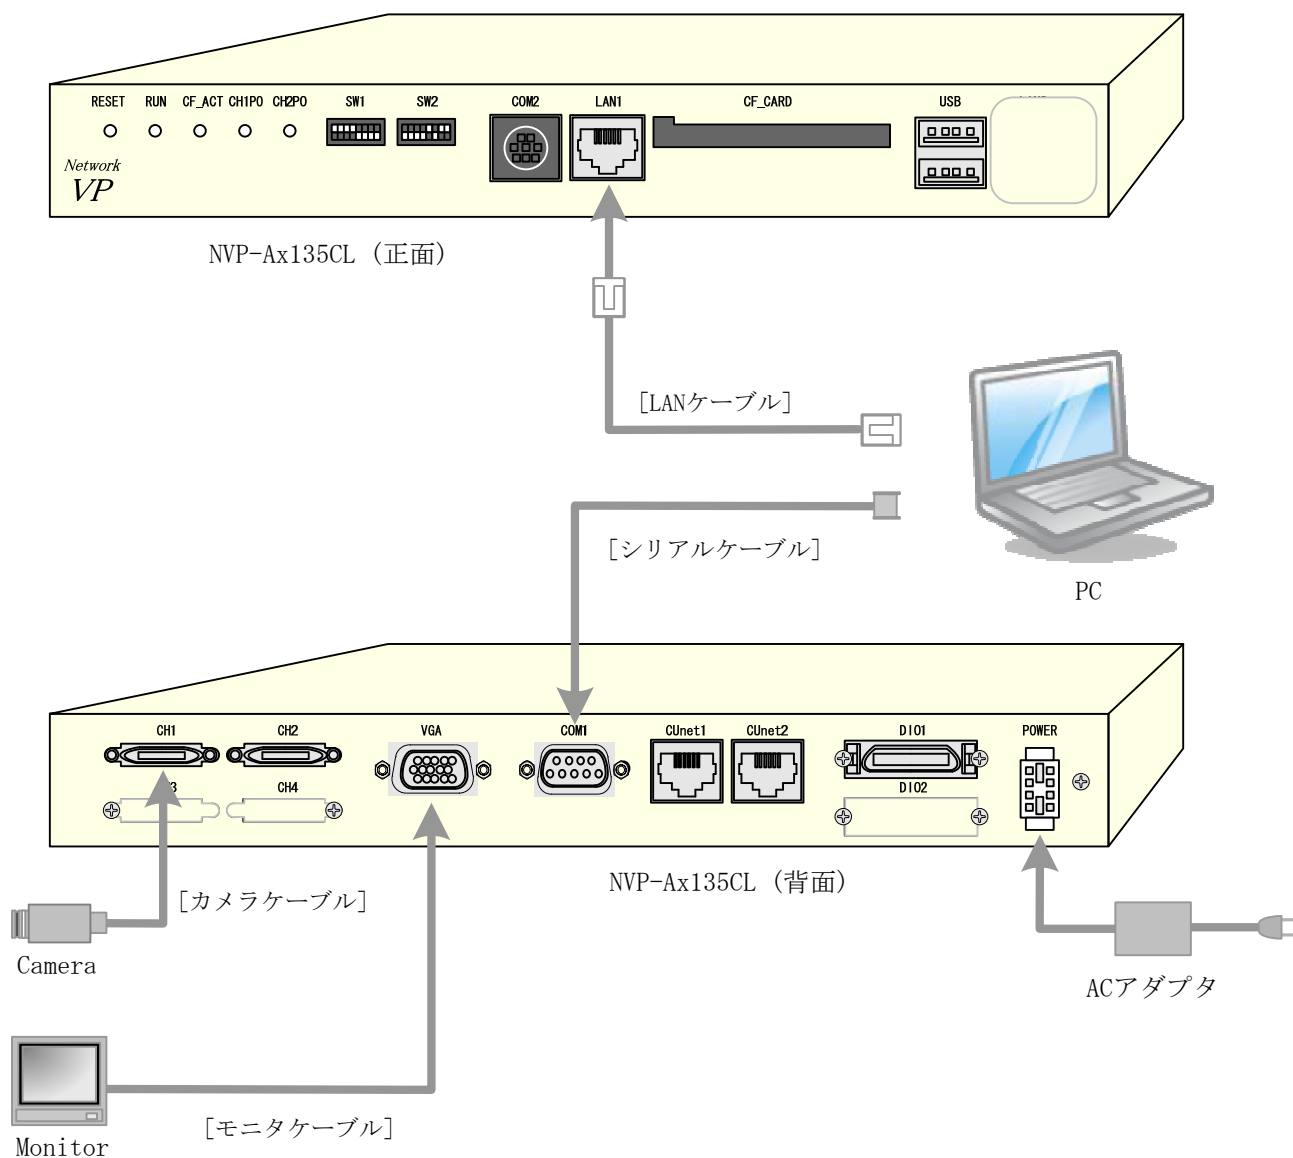 RESET RUN CF_ACT CH1PO CH2PO SW1 SW2 COM2 LAN1 CF_CARD USB
Network
VP
NVP-Ax135CL (正面)
[LANケーブル]
[シリアルケーブル]
PC
CH1 CH2 VGA COM1 CUnet1 CUnet2 DIO1 POWER
3 CH4 DIO2
NVP-Ax135CL (背面)
[カメラケーブル]
Camera
ACアダプタ
[モニタケーブル]
Monitor